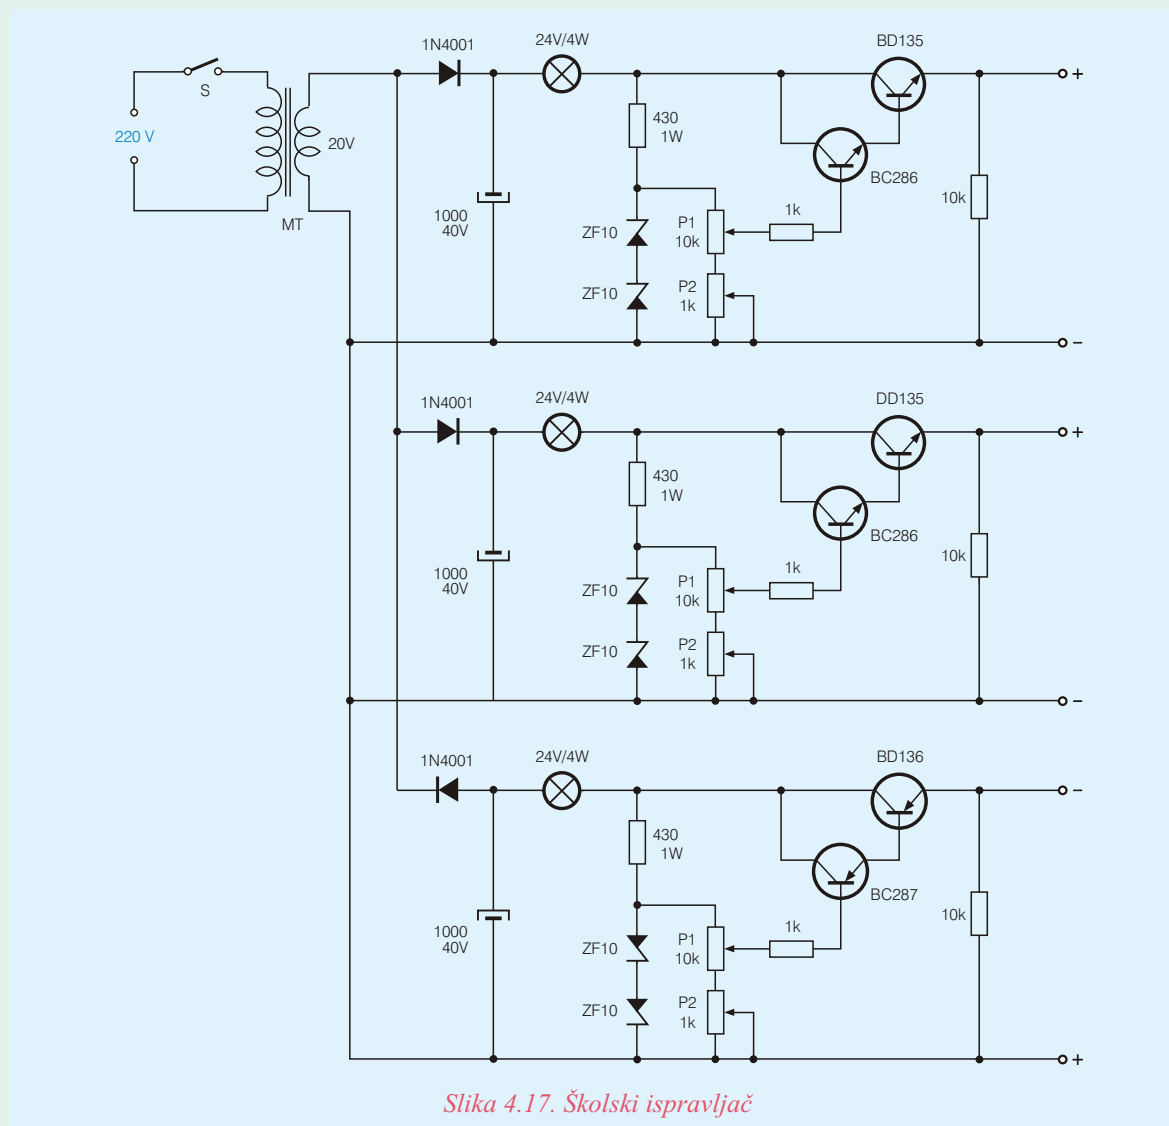 1N4001
24V/4W
BD135
S
220 V
20V
MT
430
1W
BC286
1000
40V
ZF10
P1
10k
1k
10k
ZF10
P2
1k
+
–
1N4001
24V/4W
DD135
430
1W
BC286
1000
40V
ZF10
P1
10k
1k
10k
ZF10
P2
1k
+
–
1N4001
24V/4W
BD136
430
1W
BC287
1000
40V
ZF10
P1
10k
1k
10k
ZF10
P2
1k
–
+
Slika 4.17. Školski ispravljač